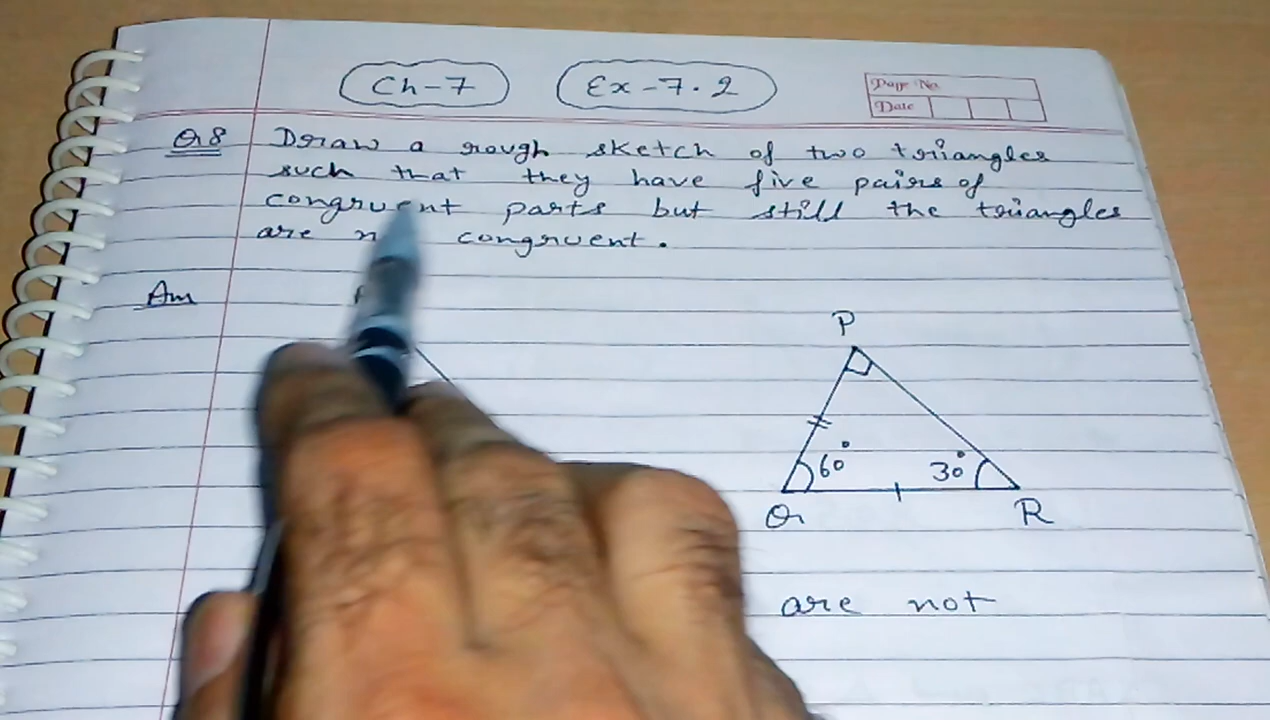 Ch-7 Ex-7.2
Page No.
Date
Q8 Draw a rough sketch of two triangles
such that they have five pairs of
congruent parts but still the triangles
are congruent.
Ans
P
60°
30°
Q
R
are not